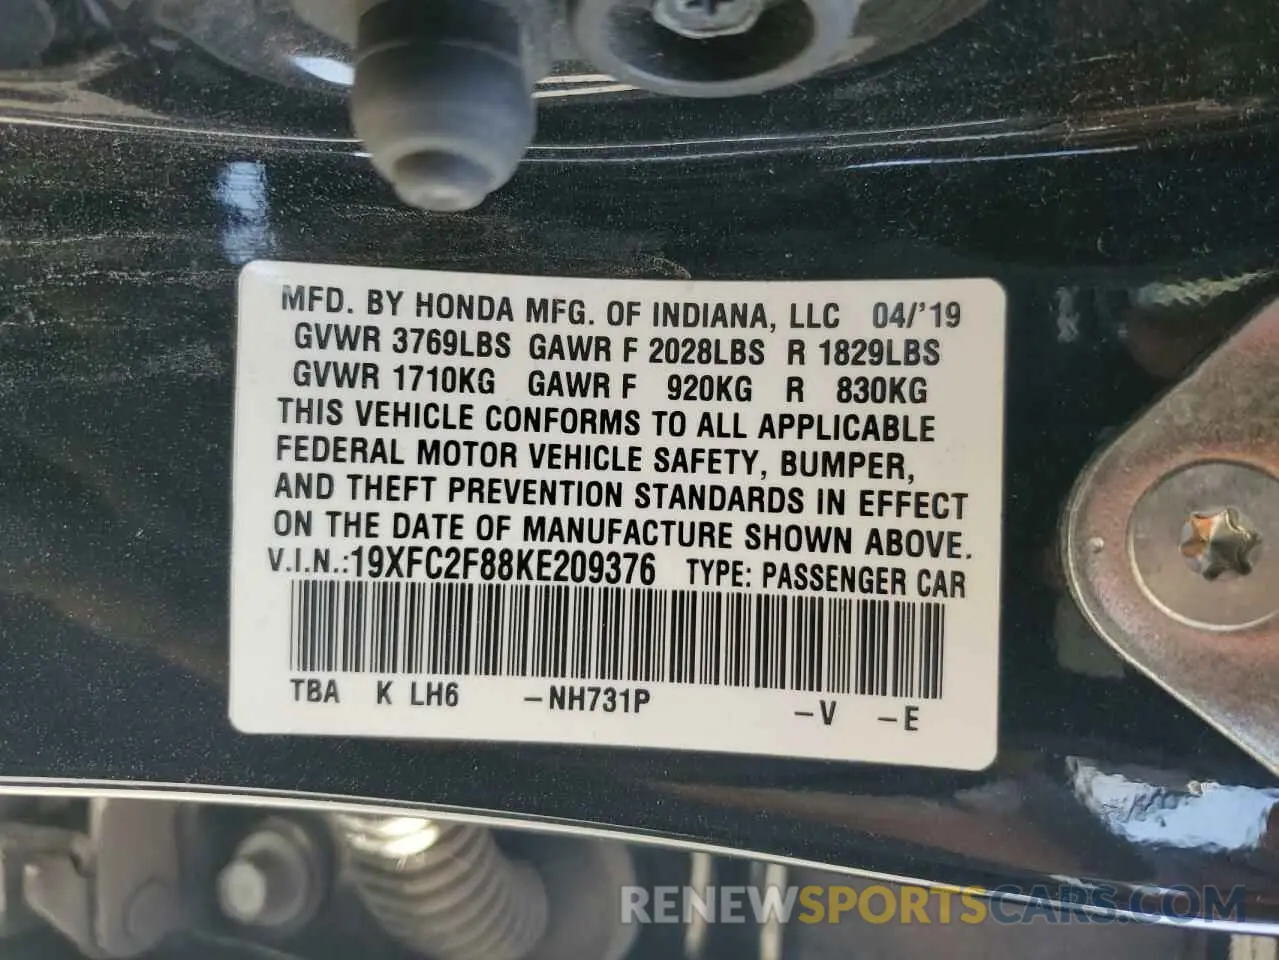 MFD. BY HONDA MFG. OF INDIANA, LLC 04/'19
GVWR 3769LBS GAWR F 2028LBS R 1829LBS
GVWR 1710KG GAWR F 920KG R 830KG
THIS VEHICLE CONFORMS TO ALL APPLICABLE
FEDERAL MOTOR VEHICLE SAFETY, BUMPER,
AND THEFT PREVENTION STANDARDS IN EFFECT
ON THE DATE OF MANUFACTURE SHOWN ABOVE.
V.I.N.:19XFC2F88KE209376 TYPE: PASSENGER CAR
TBA K LH6 -NH731P -V -E
RENEWSPORTSCARS.COM